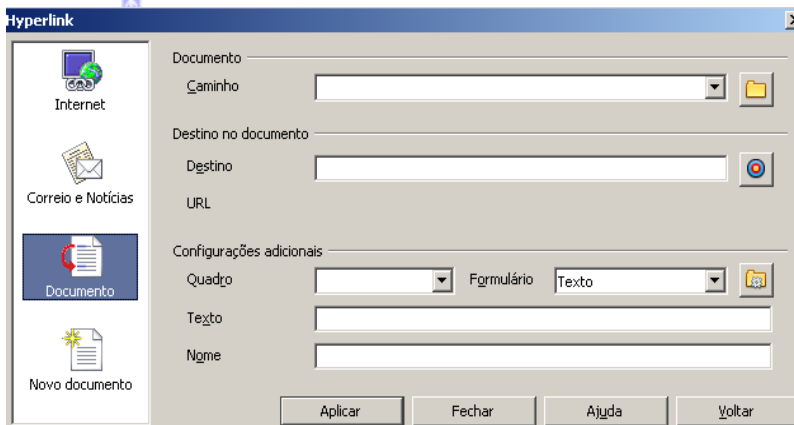 Hyperlink
Internet
Correio e Notícias
Documento
Novo documento
Documento
Caminho
Destino no documento
Destino
URL
Configurações adicionais
Quadro
Formulário
Texto
Texto
Nome
Aplicar
Fechar
Ajuda
Voltar